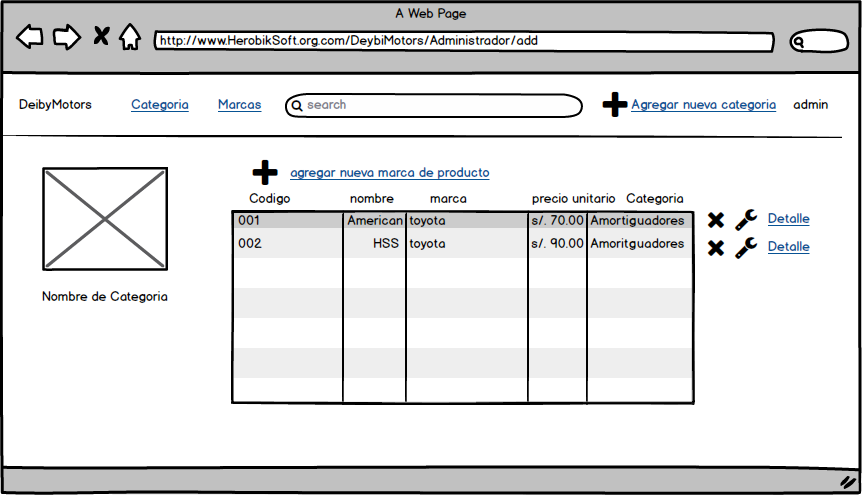 A Web Page
http://www.HerobikSoft.org.com/DeybiMotors/Administrador/add
DeibyMotors Categoria Marcas search Agregar nueva categoria admin
agregar nueva marca de producto
Codigo nombre marca precio unitario Categoria
001 American toyota s/. 70.00 Amortiguadores Detalle
002 HSS toyota s/. 90.00 Amoritguadores Detalle
Nombre de Categoria